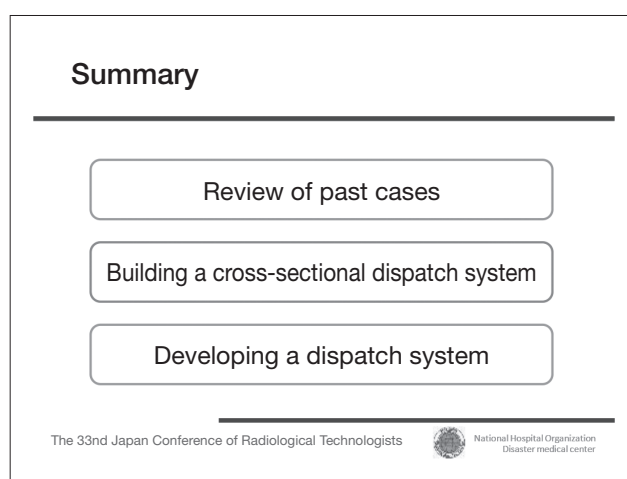 Summary
Review of past cases
Building a cross-sectional dispatch system
Developing a dispatch system
The 33nd Japan Conference of Radiological Technologists
National Hospital Organization
Disaster medical center